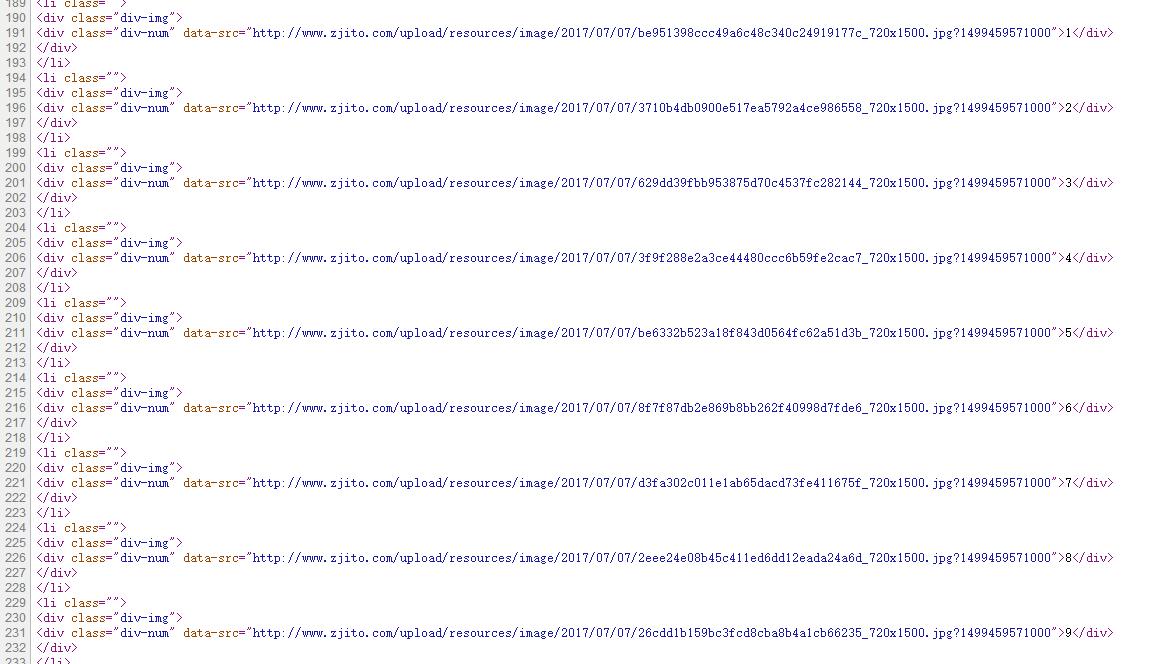 189 <li class="">
190 <div class="div-img">
191 <div class="div-num" data-src="http://www.zjito.com/upload/resources/image/2017/07/07/be951398ccc49a6c48c340c24919177c_720x1500.jpg?1499459571000">1</div>
192 </div>
193 </li>
194 <li class="">
195 <div class="div-img">
196 <div class="div-num" data-src="http://www.zjito.com/upload/resources/image/2017/07/07/3710b4db0900e517ea5792a4ce986558_720x1500.jpg?1499459571000">2</div>
197 </div>
198 </li>
199 <li class="">
200 <div class="div-img">
201 <div class="div-num" data-src="http://www.zjito.com/upload/resources/image/2017/07/07/629dd39fbb953875d70c4537fc282144_720x1500.jpg?1499459571000">3</div>
202 </div>
203 </li>
204 <li class="">
205 <div class="div-img">
206 <div class="div-num" data-src="http://www.zjito.com/upload/resources/image/2017/07/07/3f9f288e2a3ce44480ccc6b59fe2cac7_720x1500.jpg?1499459571000">4</div>
207 </div>
208 </li>
209 <li class="">
210 <div class="div-img">
211 <div class="div-num" data-src="http://www.zjito.com/upload/resources/image/2017/07/07/be6332b523a18f843d0564fc62a51d3b_720x1500.jpg?1499459571000">5</div>
212 </div>
213 </li>
214 <li class="">
215 <div class="div-img">
216 <div class="div-num" data-src="http://www.zjito.com/upload/resources/image/2017/07/07/8f7f87db2e869b8bb262f40998d7fde6_720x1500.jpg?1499459571000">6</div>
217 </div>
218 </li>
219 <li class="">
220 <div class="div-img">
221 <div class="div-num" data-src="http://www.zjito.com/upload/resources/image/2017/07/07/d3fa302c011e1ab65dacd73fe411675f_720x1500.jpg?1499459571000">7</div>
222 </div>
223 </li>
224 <li class="">
225 <div class="div-img">
226 <div class="div-num" data-src="http://www.zjito.com/upload/resources/image/2017/07/07/2eee24e08b45c411ed6dd12eada24a6d_720x1500.jpg?1499459571000">8</div>
227 </div>
228 </li>
229 <li class="">
230 <div class="div-img">
231 <div class="div-num" data-src="http://www.zjito.com/upload/resources/image/2017/07/07/26cdd1b159bc3fcd8cba8b4a1cb66235_720x1500.jpg?1499459571000">9</div>
232 </div>
233 </li>